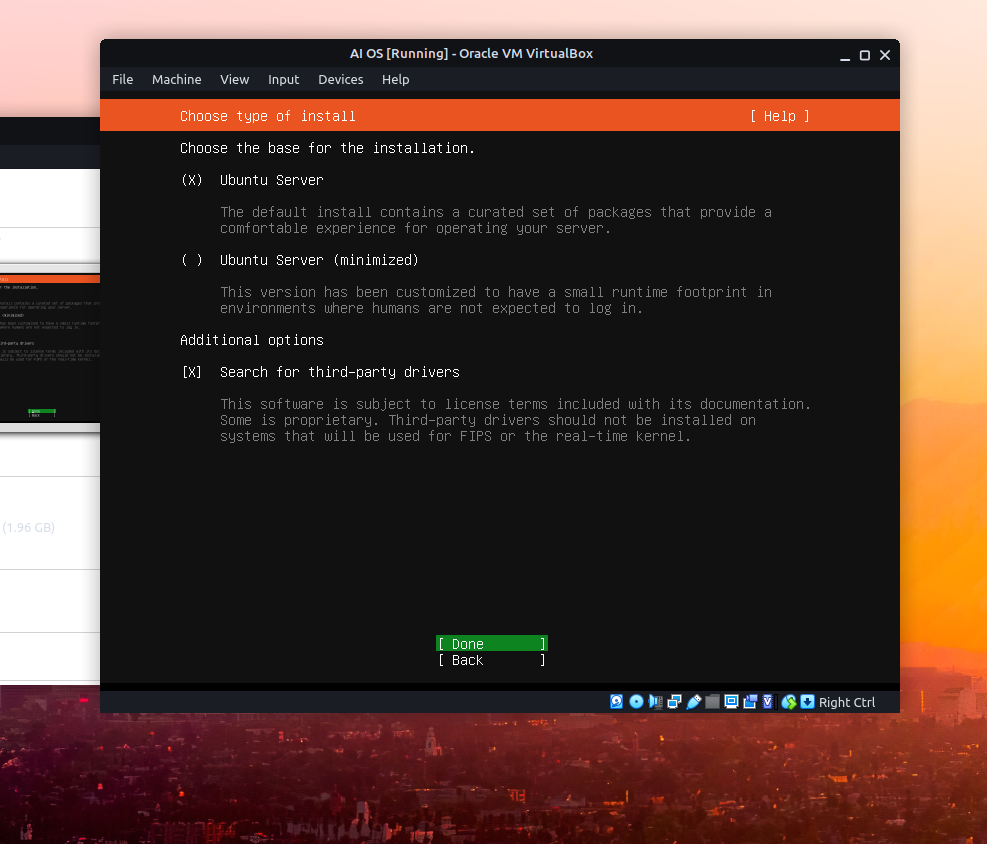 AI OS [Running] - Oracle VM VirtualBox
File Machine View Input Devices Help
Choose type of install [ Help ]
Choose the base for the installation.
(X) Ubuntu Server
The default install contains a curated set of packages that provide a
comfortable experience for operating your server.
( ) Ubuntu Server (minimized)
This version has been customized to have a small runtime footprint in
environments where humans are not expected to log in.
Additional options
[X] Search for third-party drivers
This software is subject to license terms included with its documentation.
Some is proprietary. Third-party drivers should not be installed on
systems that will be used for FIPS or the real-time kernel.
(1.96 GB)
[ Done ]
[ Back ]
Right Ctrl